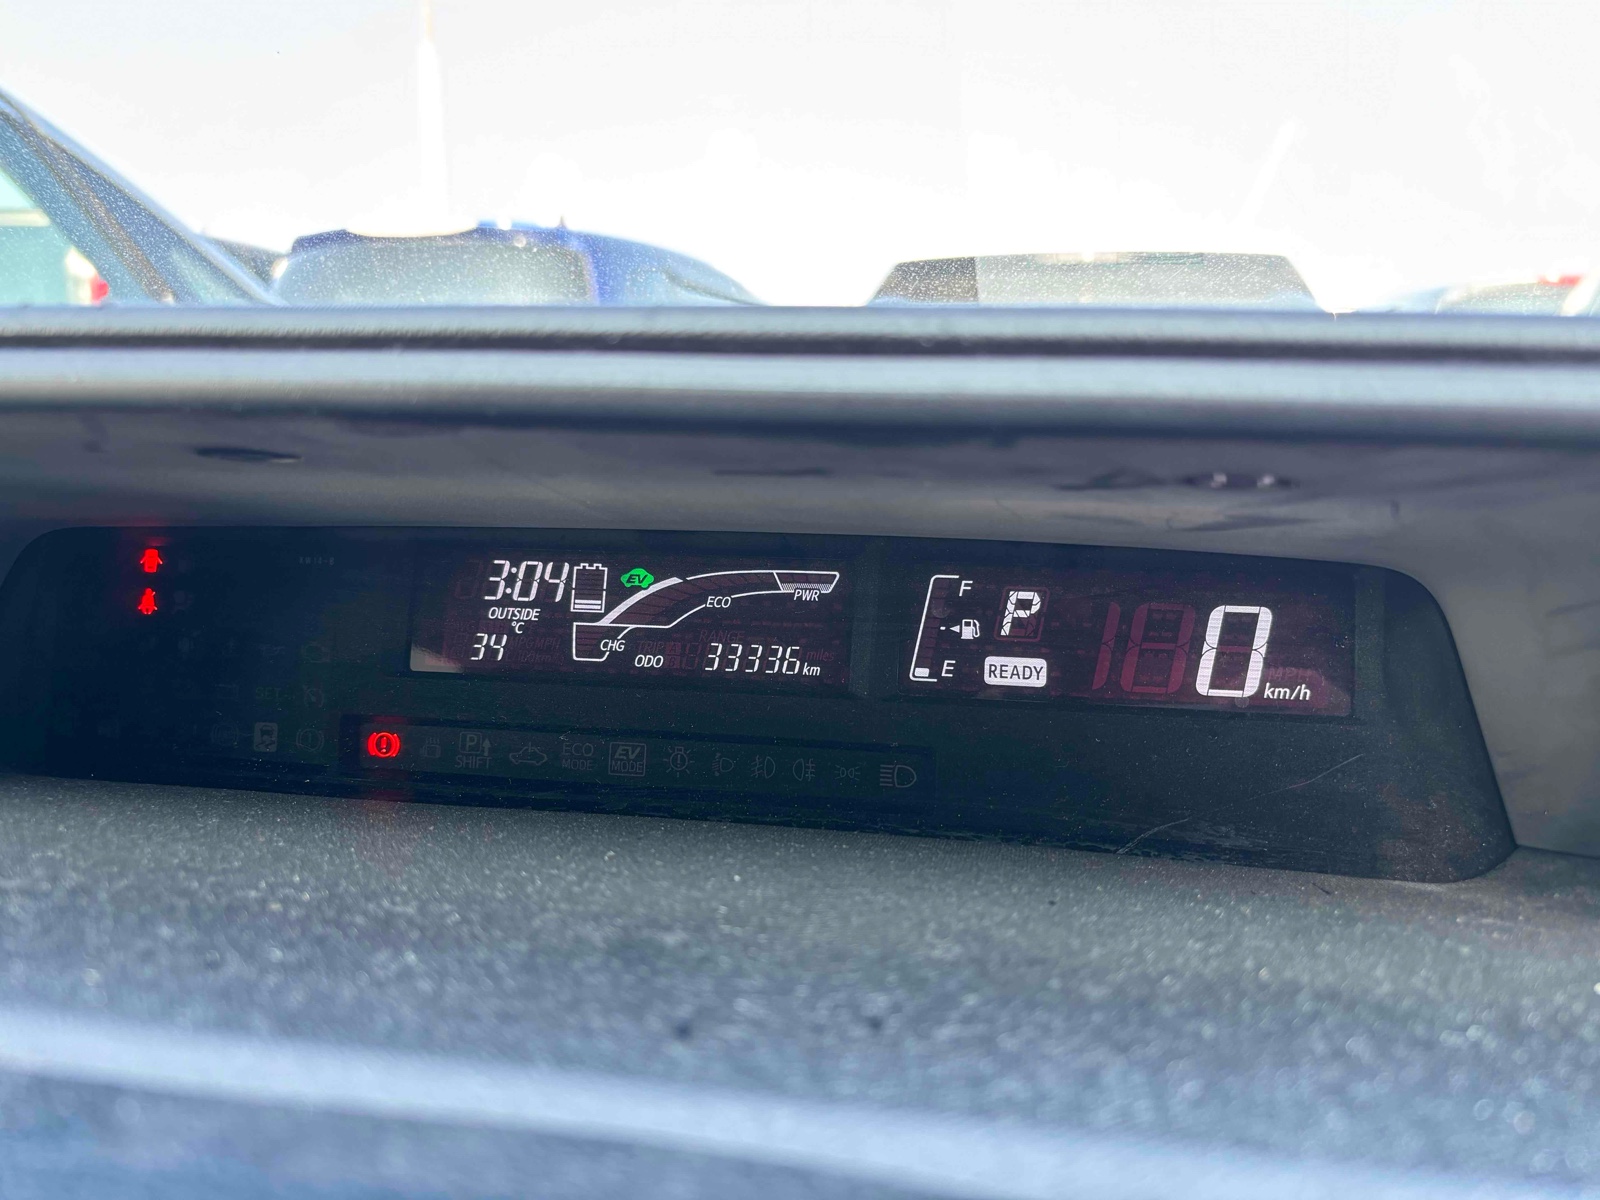 3:04
OUTSIDE
°C
34
EV
ECO
PWR
CHG
ODO
33336 km
F
E
P
READY
0 km/h
SET
P
SHIFT
ECO
MODE
EV
MODE